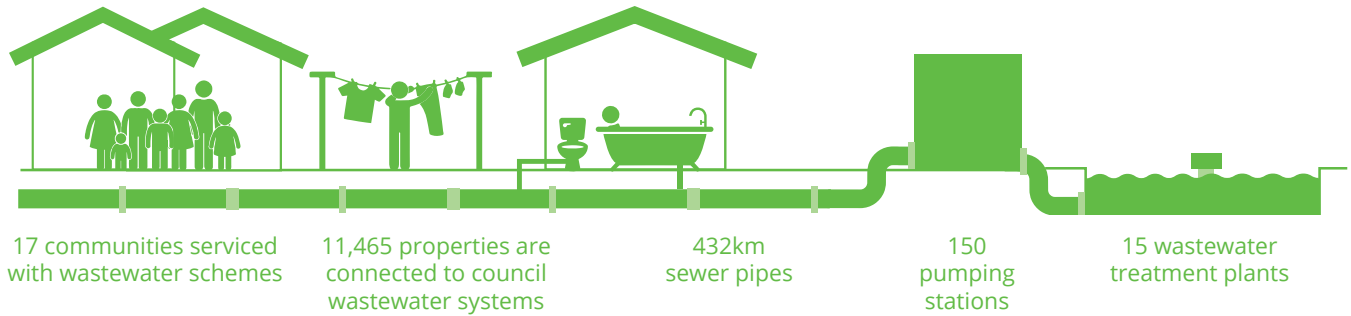 17 communities serviced
with wastewater schemes
11,465 properties are
connected to council
wastewater systems
432km
sewer pipes
150
pumping
stations
15 wastewater
treatment plants